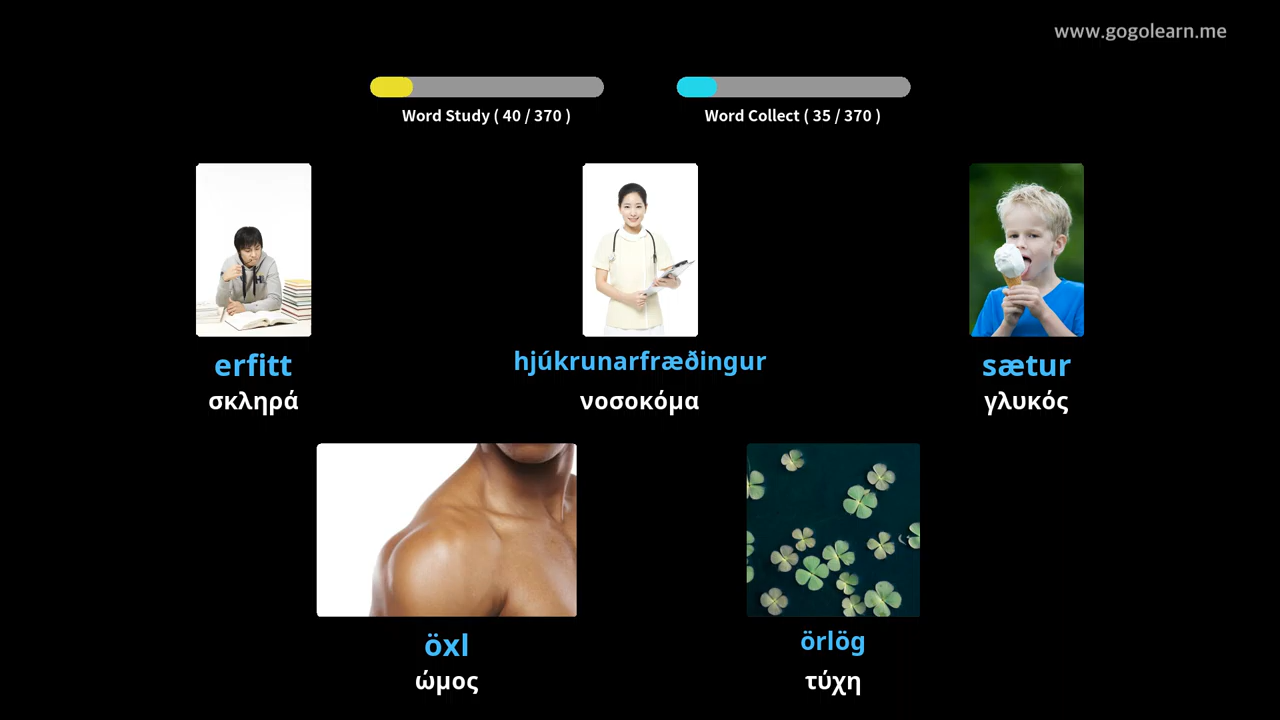 www.gogolearn.me
Word Study ( 40 / 370 )
Word Collect ( 35 / 370 )
erfitt
σκληρά
hjúkrunarfræðingur
νοσοκόμα
sætur
γλυκός
öxl
ώμος
örlög
τύχη